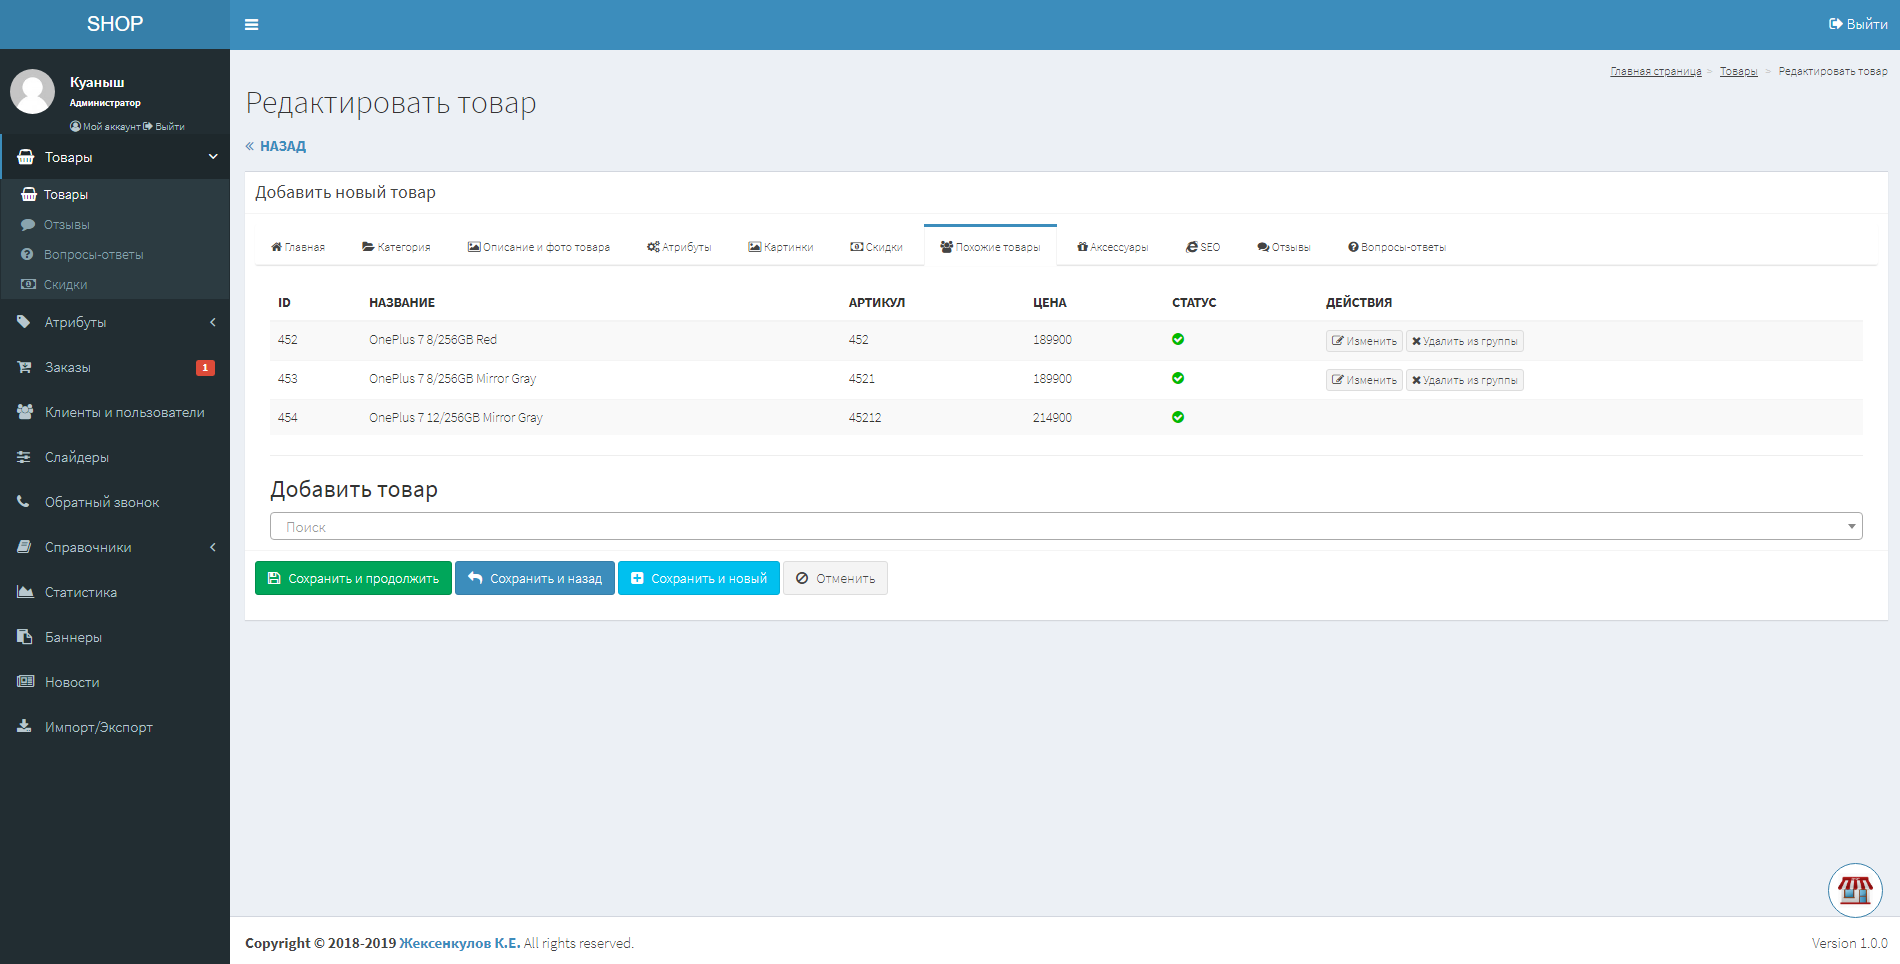 SHOP
Выйти
Куаныш
Администратор
Мой аккаунт Выйти
Товары
Товары
Отзывы
Вопросы-ответы
Скидки
Атрибуты
Заказы 1
Клиенты и пользователи
Слайдеры
Обратный звонок
Справочники
Статистика
Баннеры
Новости
Импорт/Экспорт
Главная страница > Товары > Редактировать товар
Редактировать товар
« НАЗАД
Добавить новый товар
Главная Категория Описание и фото товара Атрибуты Картинки Скидки Похожие товары Аксессуары SEO Отзывы Вопросы-ответы
ID НАЗВАНИЕ АРТИКУЛ ЦЕНА СТАТУС ДЕЙСТВИЯ
452 OnePlus 7 8/256GB Red 452 189900 Изменить Удалить из группы
453 OnePlus 7 8/256GB Mirror Gray 4521 189900 Изменить Удалить из группы
454 OnePlus 7 12/256GB Mirror Gray 45212 214900
Добавить товар
Поиск
Сохранить и продолжить Сохранить и назад Сохранить и новый Отменить
Copyright © 2018-2019 Жексенкулов К.Е. All rights reserved.
Version 1.0.0